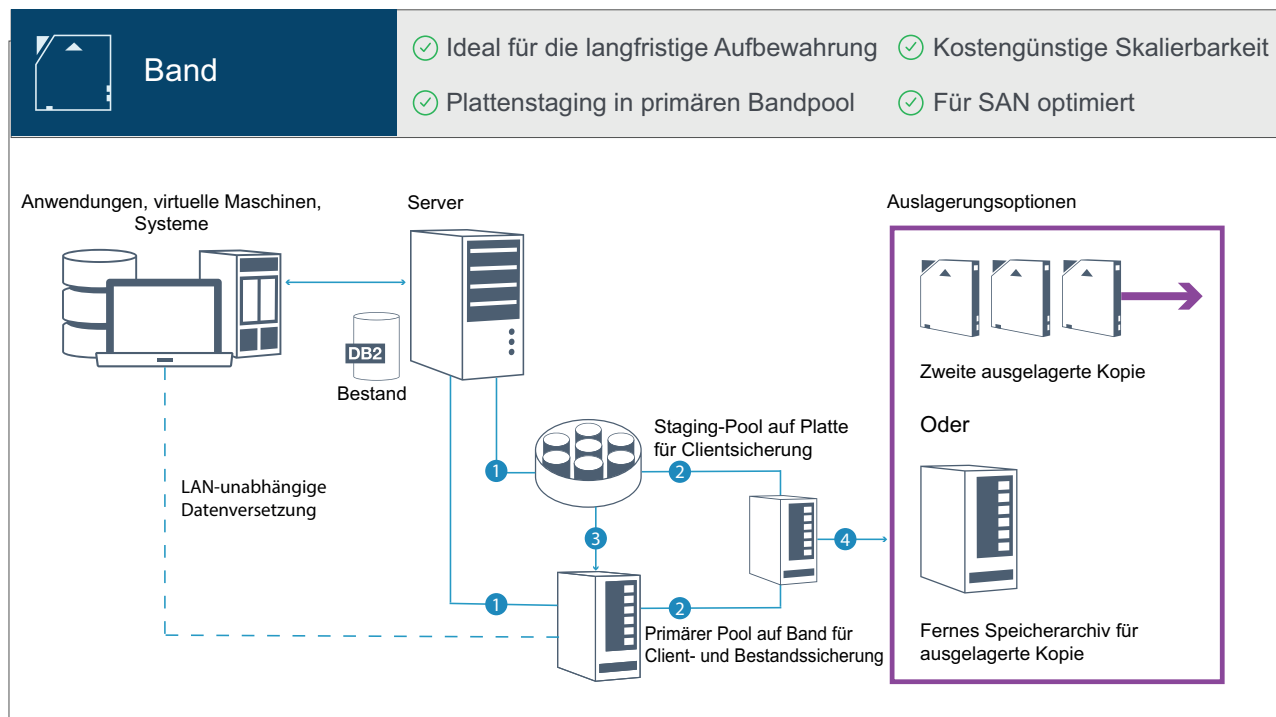 Band
Ideal für die langfristige Aufbewahrung
Kostengünstige Skalierbarkeit
Plattenstaging in primären Bandpool
Für SAN optimiert
Anwendungen, virtuelle Maschinen,
Systeme
Server
Auslagerungsoptionen
DB2
Bestand
Zweite ausgelagerte Kopie
Oder
Staging-Pool auf Platte
für Clientsicherung
1
2
LAN-unabhängige
Datenversetzung
3
4
1
2
Primärer Pool auf Band für
Client- und Bestandssicherung
Fernes Speicherarchiv für
ausgelagerte Kopie